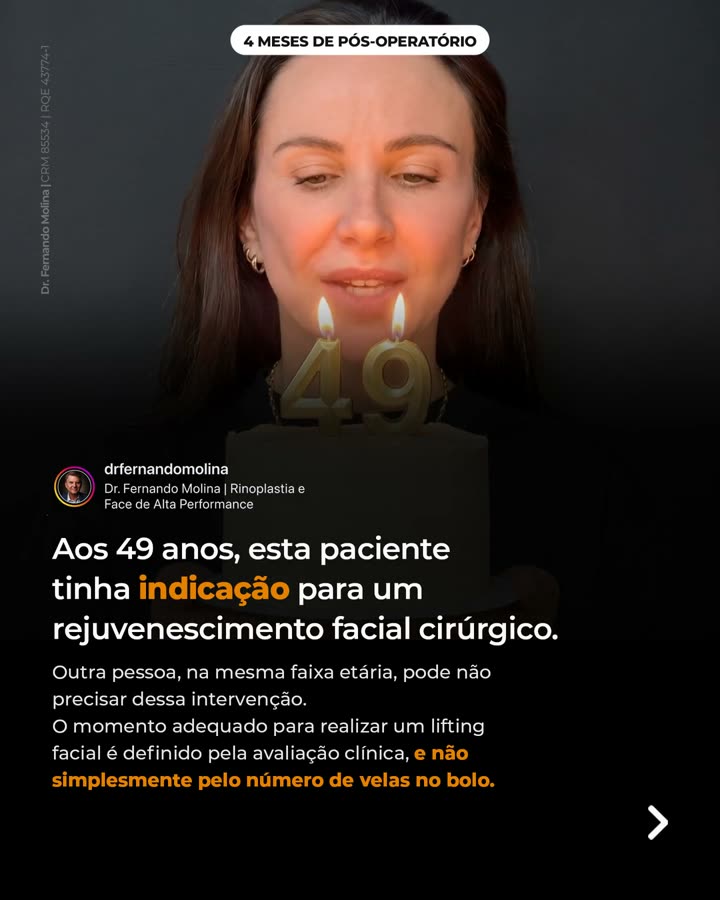 4 MESES DE PÓS-OPERATÓRIO
Dr. Fernando Molina | CRM 85534 | RQE 43774-1
49
drfernandomolina
Dr. Fernando Molina | Rinoplastia e
Face de Alta Performance
Aos 49 anos, esta paciente
tinha indicação para um
rejuvenescimento facial cirúrgico.
Outra pessoa, na mesma faixa etária, pode não
precisar dessa intervenção.
O momento adequado para realizar um lifting
facial é definido pela avaliação clínica, e não
simplesmente pelo número de velas no bolo.